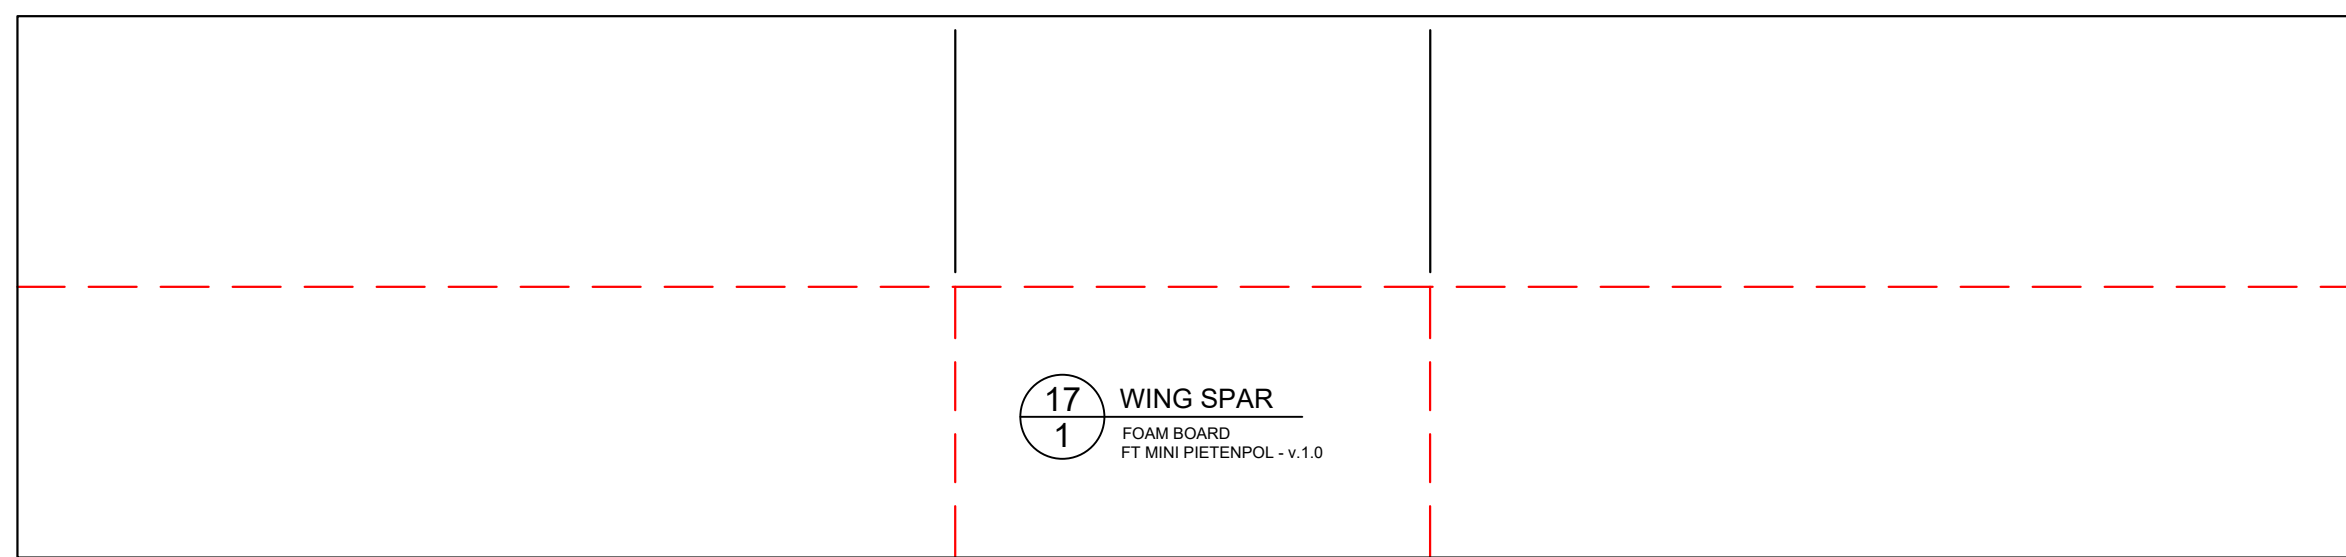 17
WING SPAR
1
FOAM BOARD
FT MINI PIETENPOL - v.1.0